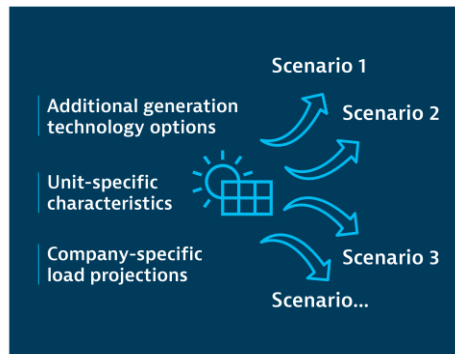 Scenario 1
Additional generation
technology options
Scenario 2
Unit-specific
characteristics
Company-specific
load projections
Scenario 3
Scenario...